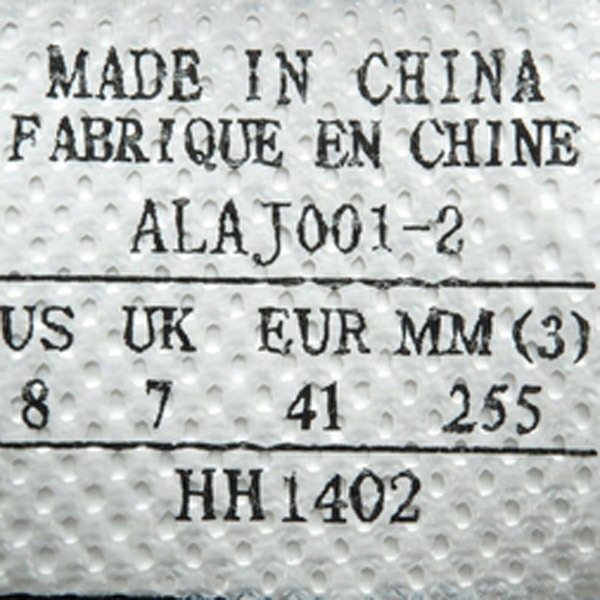 MADE IN CHINA
FABRIQUE EN CHINE
ALAJ001-2
US UK EUR MM (3)
8 7 41 255
HH1402